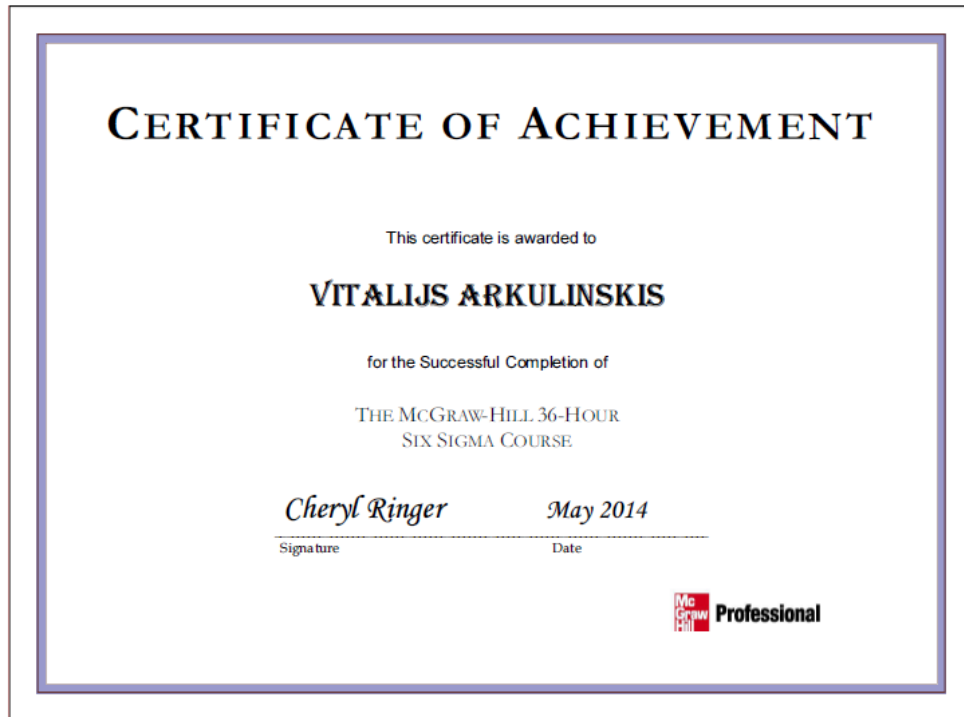 CERTIFICATE OF ACHIEVEMENT
This certificate is awarded to
VITALIJS ARKULINSKIS
for the Successful Completion of
THE MCGRAW-HILL 36-HOUR
SIX SIGMA COURSE
Cheryl Ringer May 2014
Signature Date
Mc
Graw
Hill
Professional